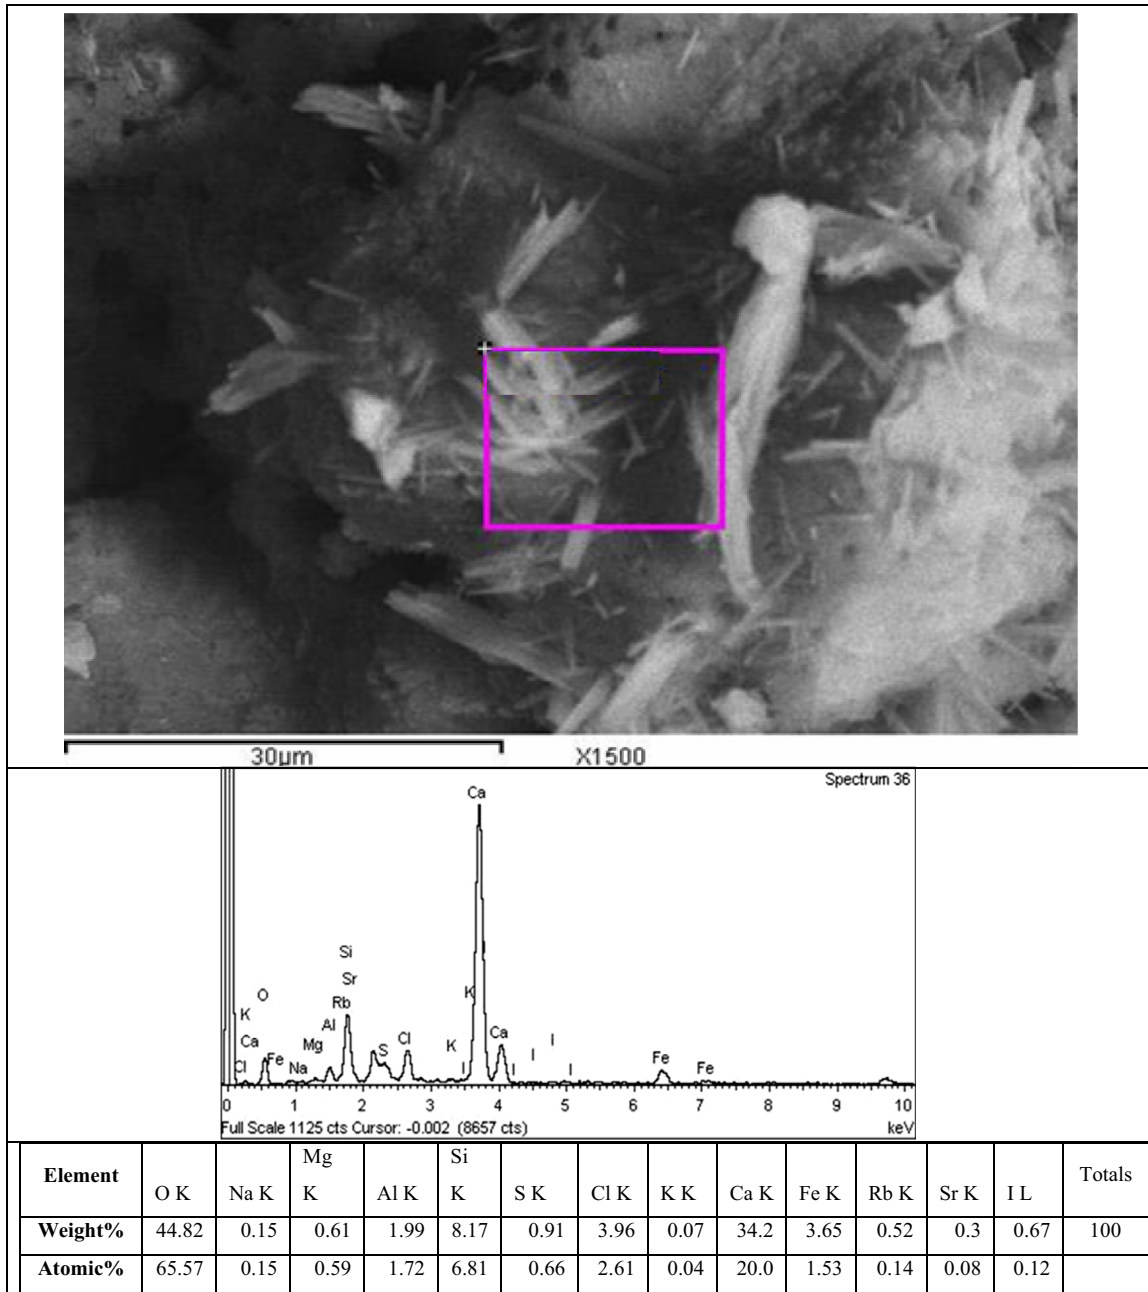 30µm X1500
Spectrum 36
Ca
Si
Sr
K
O
Rb
K
Al
Ca
Mg
Cl
K
Ca
I
I
S
Fe
Fe
Fe
Cl
Na
I
I
I
0 1 2 3 4 5 6 7 8 9 10
Full Scale 1125 cts Cursor: -0.002 (8657 cts) keV
Element O K Na K Mg K Al K Si K S K Cl K K K Ca K Fe K Rb K Sr K I L Totals
Weight% 44.82 0.15 0.61 1.99 8.17 0.91 3.96 0.07 34.2 3.65 0.52 0.3 0.67 100
Atomic% 65.57 0.15 0.59 1.72 6.81 0.66 2.61 0.04 20.0 1.53 0.14 0.08 0.12